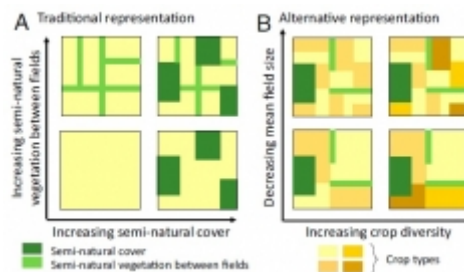 A Traditional representation
Increasing semi-natural
vegetation between fields
Increasing semi-natural cover
Semi-natural cover
Semi-natural vegetation between fields
B Alternative representation
Decreasing mean field size
Increasing crop diversity
Crop types